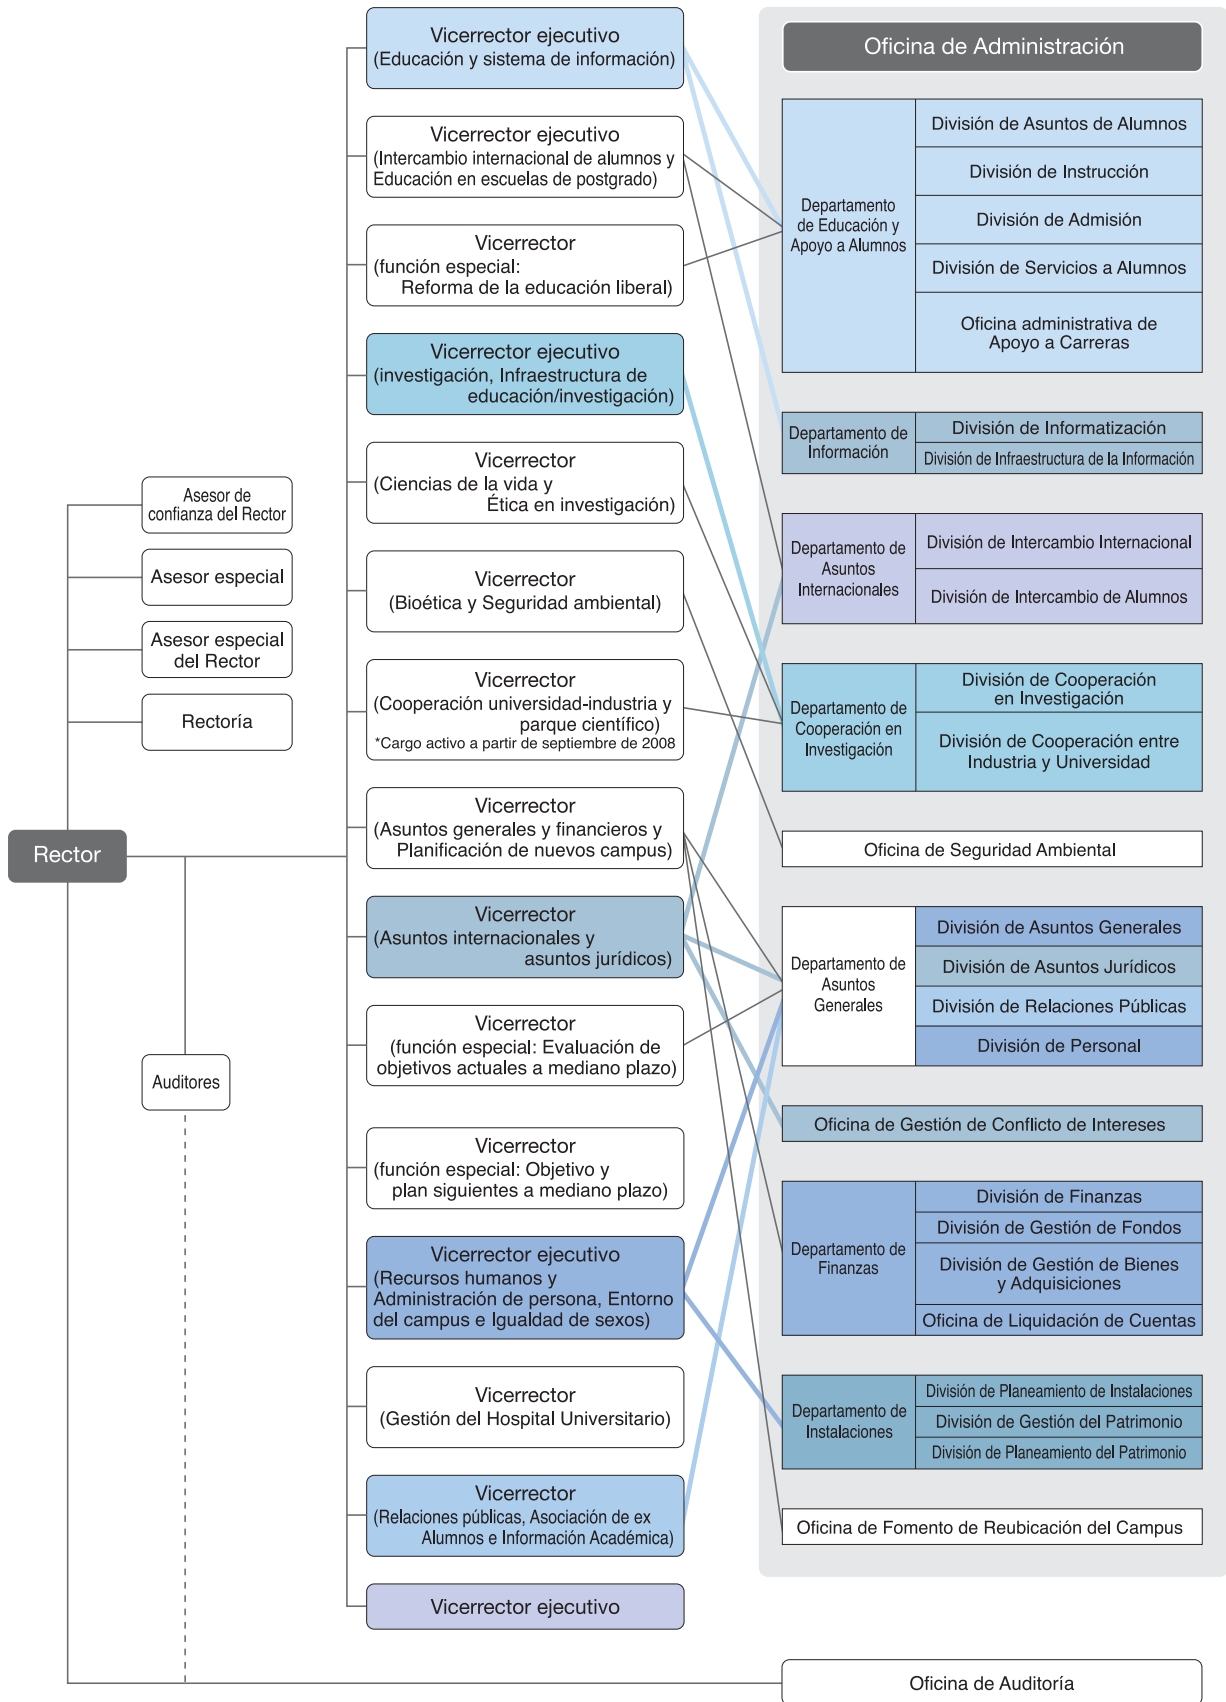 Rector
Asesor de
confianza del Rector
Asesor especial
Asesor especial
del Rector
Rectoría
Auditores
Vicerrector ejecutivo
(Educación y sistema de información)
Vicerrector ejecutivo
(Intercambio internacional de alumnos y
Educación en escuelas de postgrado)
Vicerrector
(función especial:
Reforma de la educación liberal)
Vicerrector ejecutivo
(investigación, Infraestructura de
educación/investigación)
Vicerrector
(Ciencias de la vida y
Ética en investigación)
Vicerrector
(Bioética y Seguridad ambiental)
Vicerrector
(Cooperación universidad-industria y
parque científico)
*Cargo activo a partir de septiembre de 2008
Vicerrector
(Asuntos generales y financieros y
Planificación de nuevos campus)
Vicerrector
(Asuntos internacionales y
asuntos jurídicos)
Vicerrector
(función especial: Evaluación de
objetivos actuales a mediano plazo)
Vicerrector
(función especial: Objetivo y
plan siguientes a mediano plazo)
Vicerrector ejecutivo
(Recursos humanos y
Administración de persona, Entorno
del campus e Igualdad de sexos)
Vicerrector
(Gestión del Hospital Universitario)
Vicerrector
(Relaciones públicas, Asociación de ex
Alumnos e Información Académica)
Vicerrector ejecutivo
Oficina de Administración
Departamento
de Educación y
Apoyo a Alumnos
División de Asuntos de Alumnos
División de Instrucción
División de Admisión
División de Servicios a Alumnos
Oficina administrativa de
Apoyo a Carreras
Departamento de
Información
División de Informatización
División de Infraestructura de la Información
Departamento de
Asuntos
Internacionales
División de Intercambio Internacional
División de Intercambio de Alumnos
Departamento de
Cooperación en
Investigación
División de Cooperación
en Investigación
División de Cooperación entre
Industria y Universidad
Oficina de Seguridad Ambiental
Departamento de
Asuntos
Generales
División de Asuntos Generales
División de Asuntos Jurídicos
División de Relaciones Públicas
División de Personal
Oficina de Gestión de Conflicto de Intereses
Departamento de
Finanzas
División de Finanzas
División de Gestión de Fondos
División de Gestión de Bienes
y Adquisiciones
Oficina de Liquidación de Cuentas
Departamento de
Instalaciones
División de Planeamiento de Instalaciones
División de Gestión del Patrimonio
División de Planeamiento del Patrimonio
Oficina de Fomento de Reubicación del Campus
Oficina de Auditoría